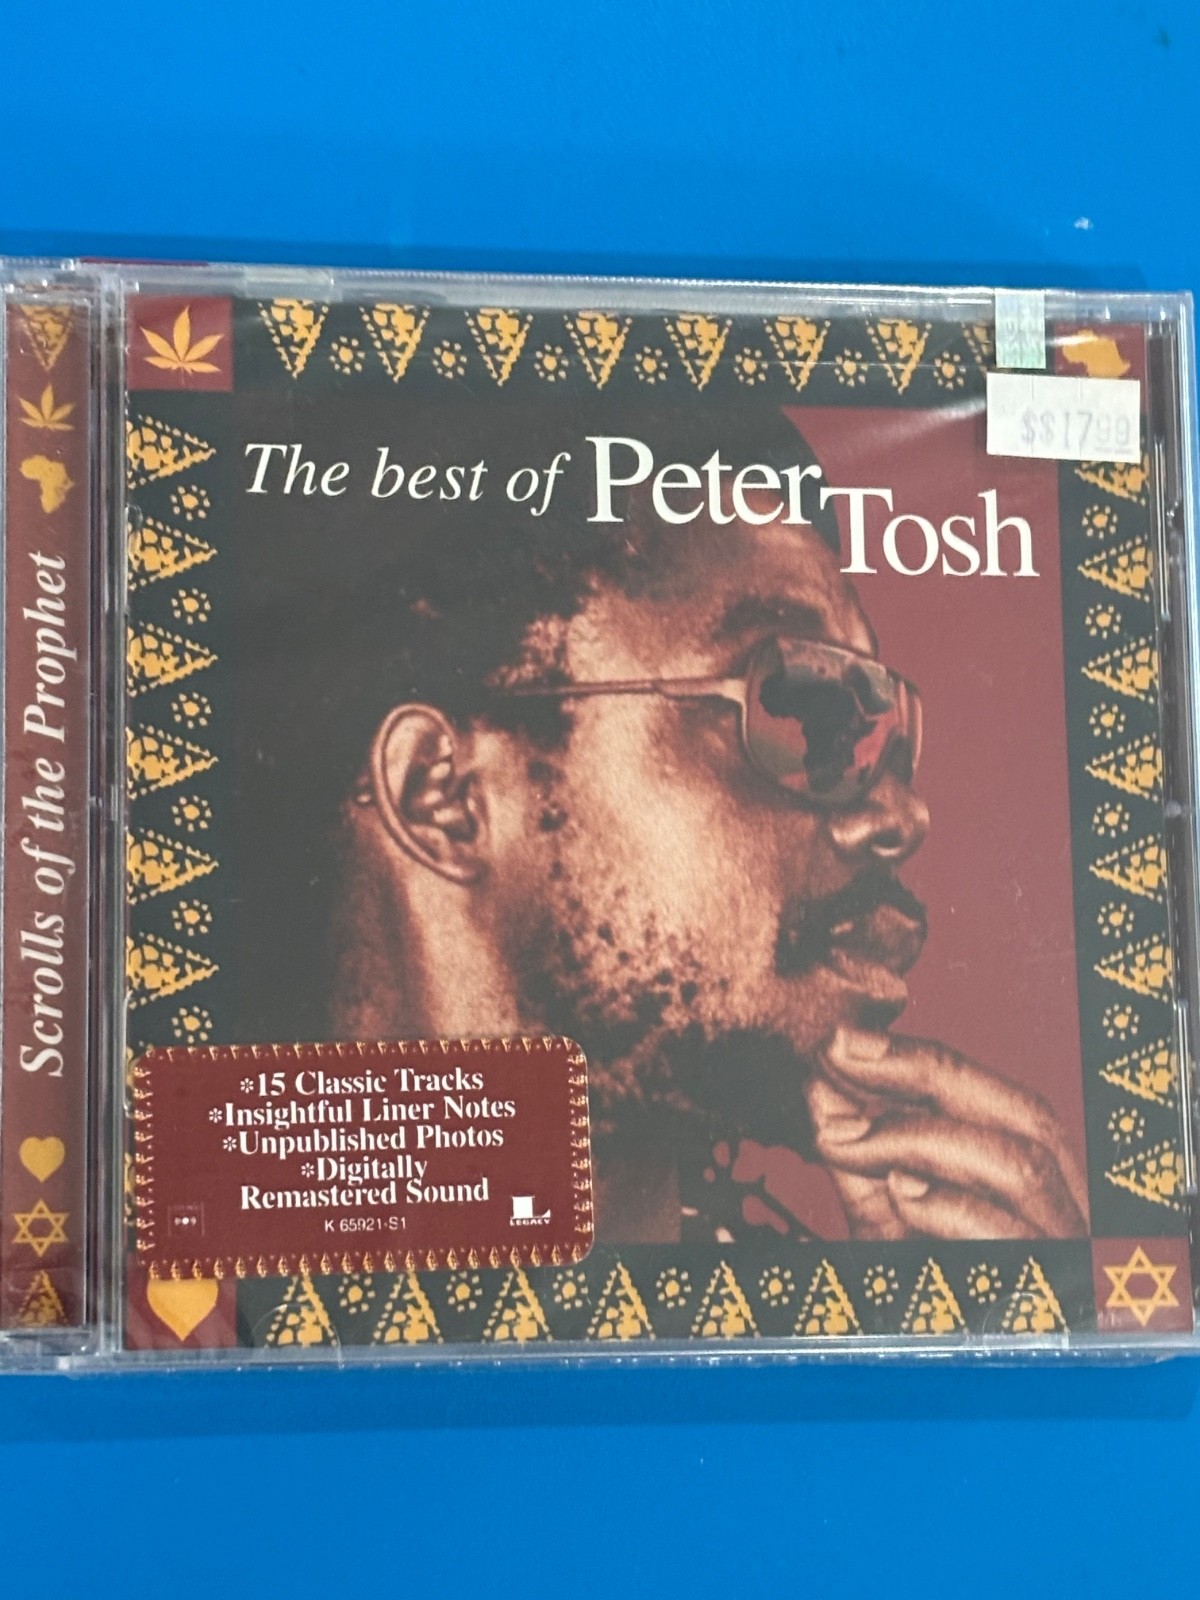 The best of Peter Tosh
$$17.99
Scrolls of the Prophet
*15 Classic Tracks
*Insightful Liner Notes
*Unpublished Photos
*Digitally
Remastered Sound
K 65921-S1
LEGACY